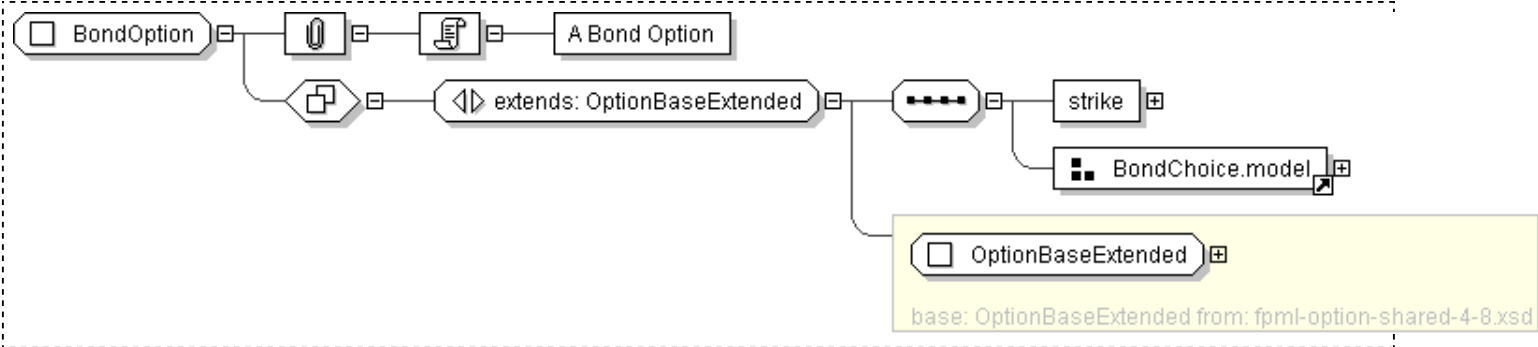 BondOption
A Bond Option
extends: OptionBaseExtended
strike
BondChoice.model
OptionBaseExtended
base: OptionBaseExtended from: fpml-option-shared-4-8.xsd